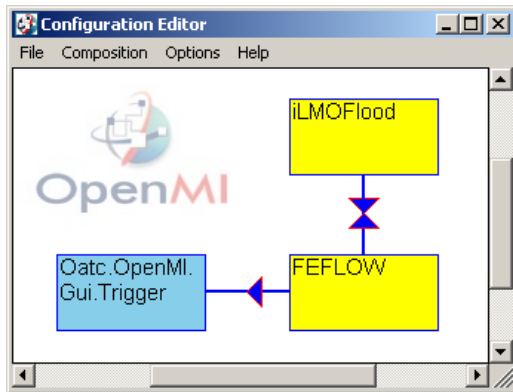 Configuration Editor
File Composition Options Help
iLMOFlood
OpenMI
Oatc.OpenMI.
Gui.Trigger
FEFLOW